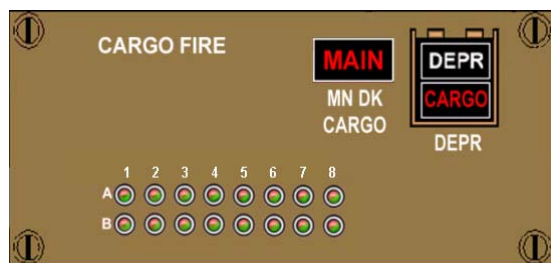 CARGO FIRE
MAIN
MN DK
CARGO
DEPR
CARGO
DEPR
1 2 3 4 5 6 7 8
A
B